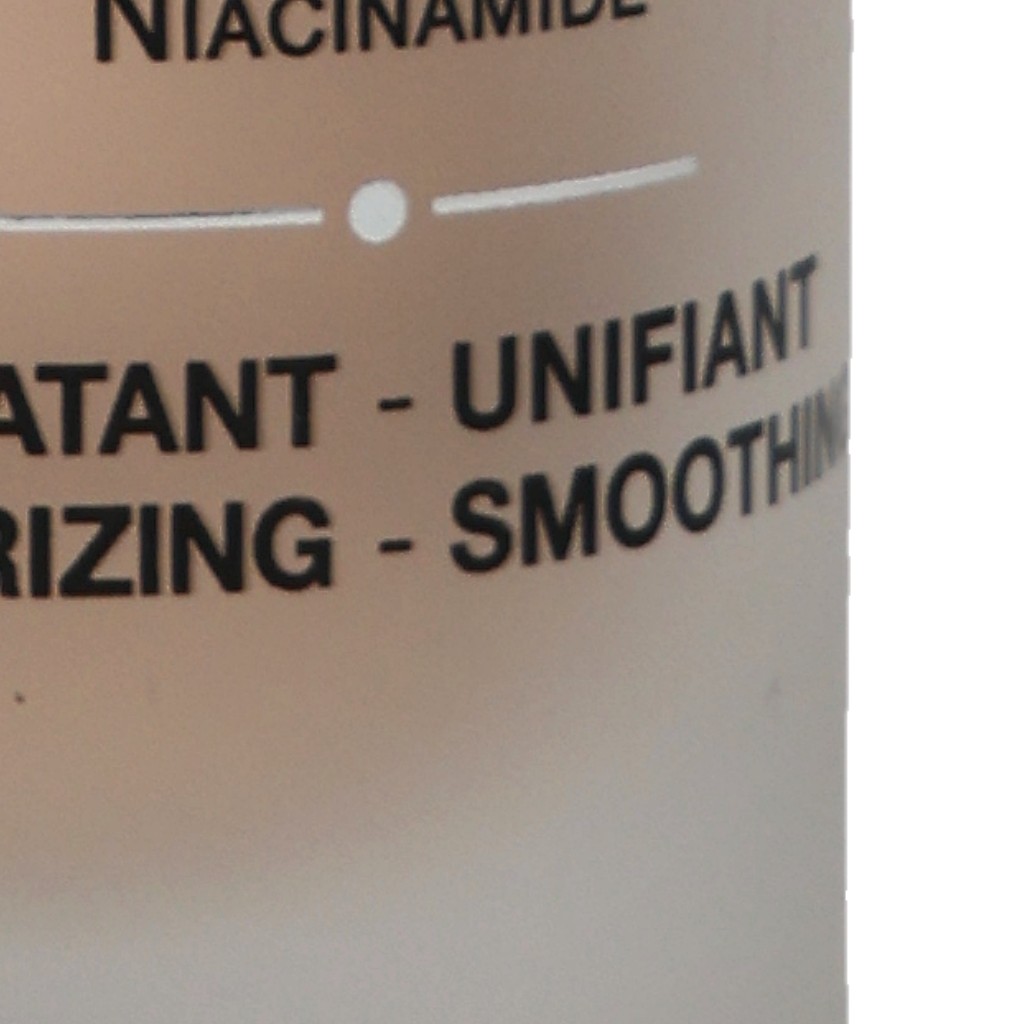 NIACINAMIDE
ATANT - UNIFIANT
RIZING - SMOOTHIN